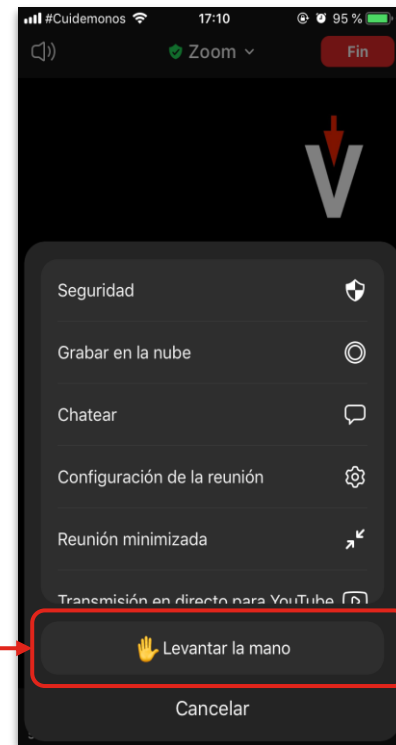 #Cuidemonos 17:10 95 %
Zoom Fin
V
Seguridad
Grabar en la nube
Chatear
Configuración de la reunión
Reunión minimizada
Transmisión en directo para YouTube
Levantar la mano
Cancelar